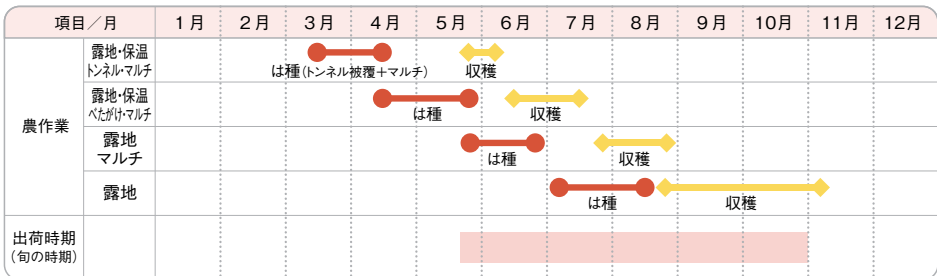 項目／月 1月 2月 3月 4月 5月 6月 7月 8月 9月 10月 11月 12月
農作業
露地・保温
トンネル・マルチ
は種(トンネル被覆＋マルチ) 収穫
露地・保温
べたがけ・マルチ
は種 収穫
露地
マルチ
は種 収穫
露地
は種 収穫
出荷時期
(旬の時期)